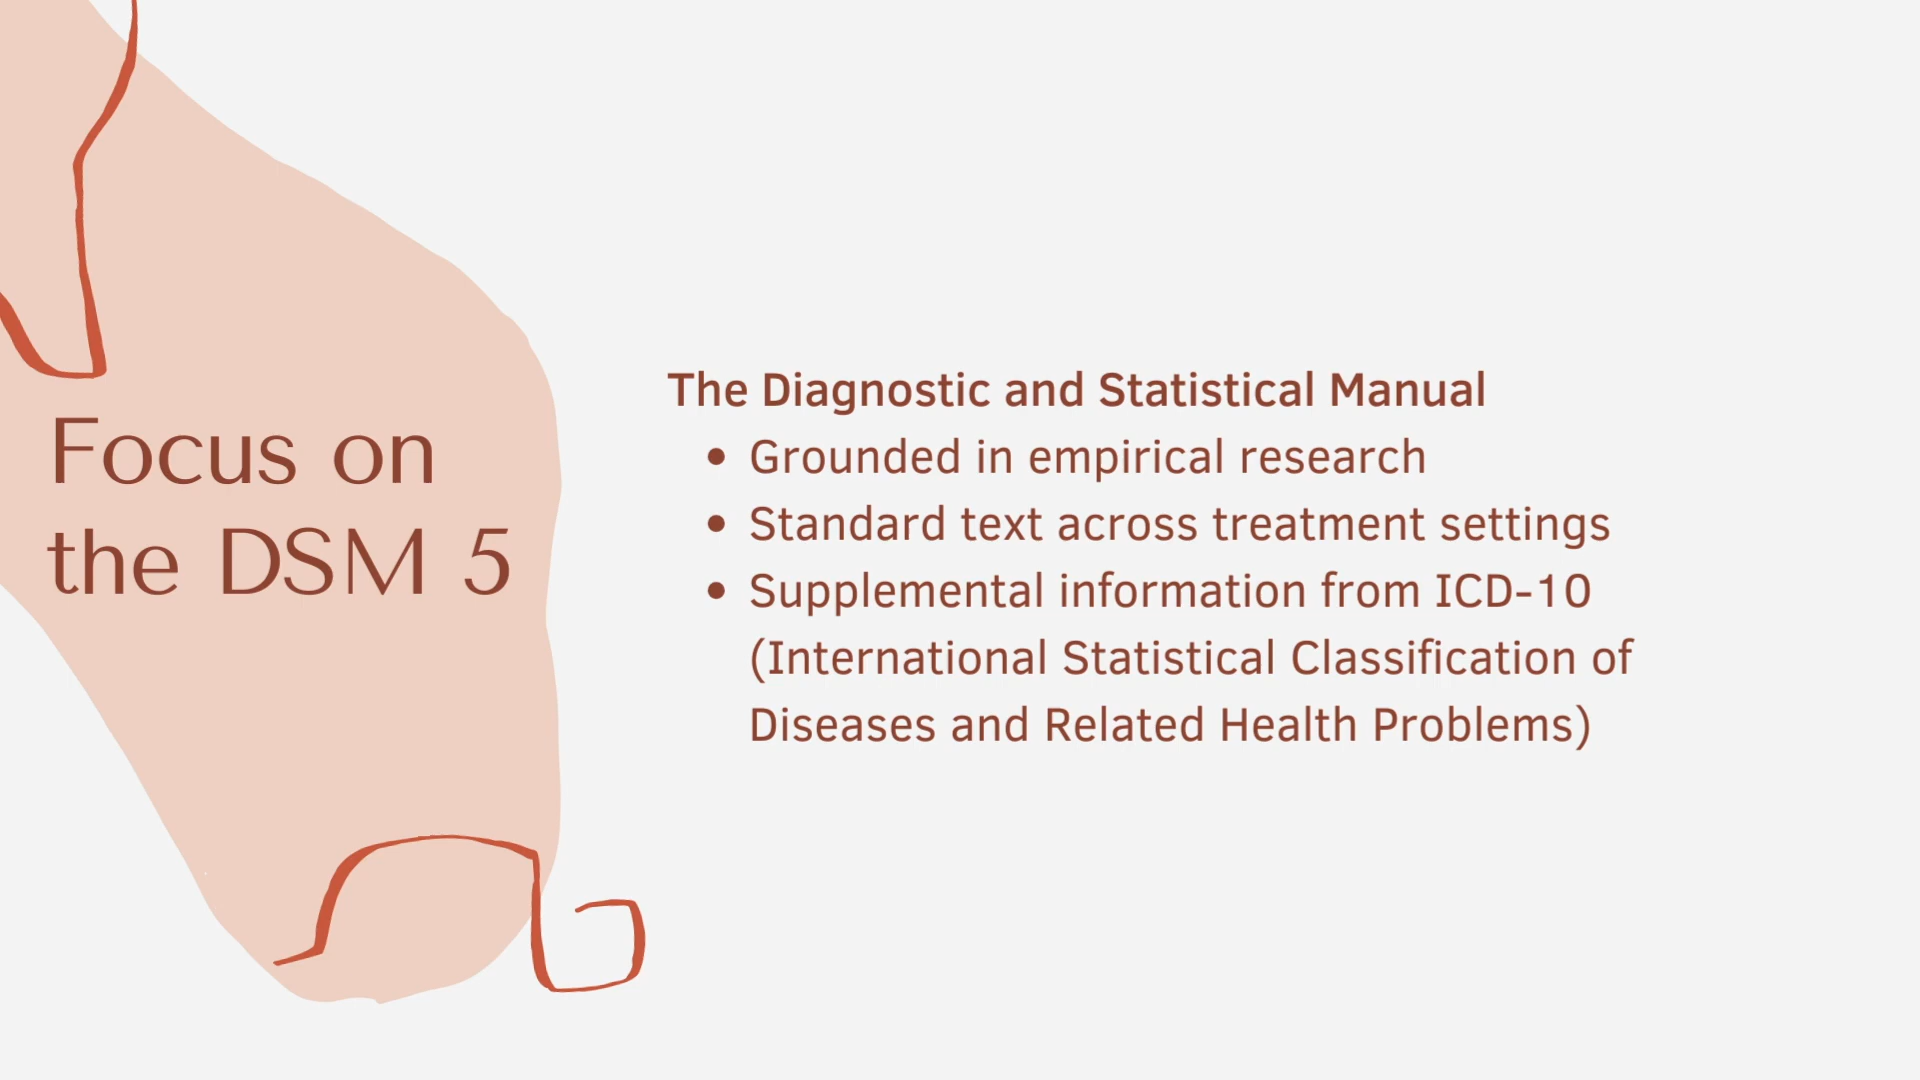 Focus on
the DSM 5
The Diagnostic and Statistical Manual
• Grounded in empirical research
• Standard text across treatment settings
• Supplemental information from ICD-10
(International Statistical Classification of
Diseases and Related Health Problems)